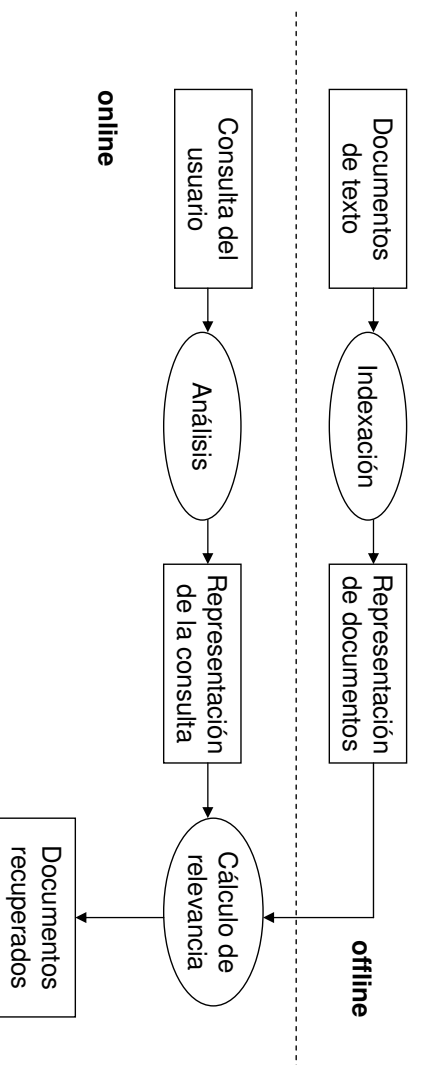 Documentos
de texto
Indexación
Representación
de documentos
offline
Consulta del
usuario
Análisis
Representación
de la consulta
Cálculo de
relevancia
online
Documentos
recuperados